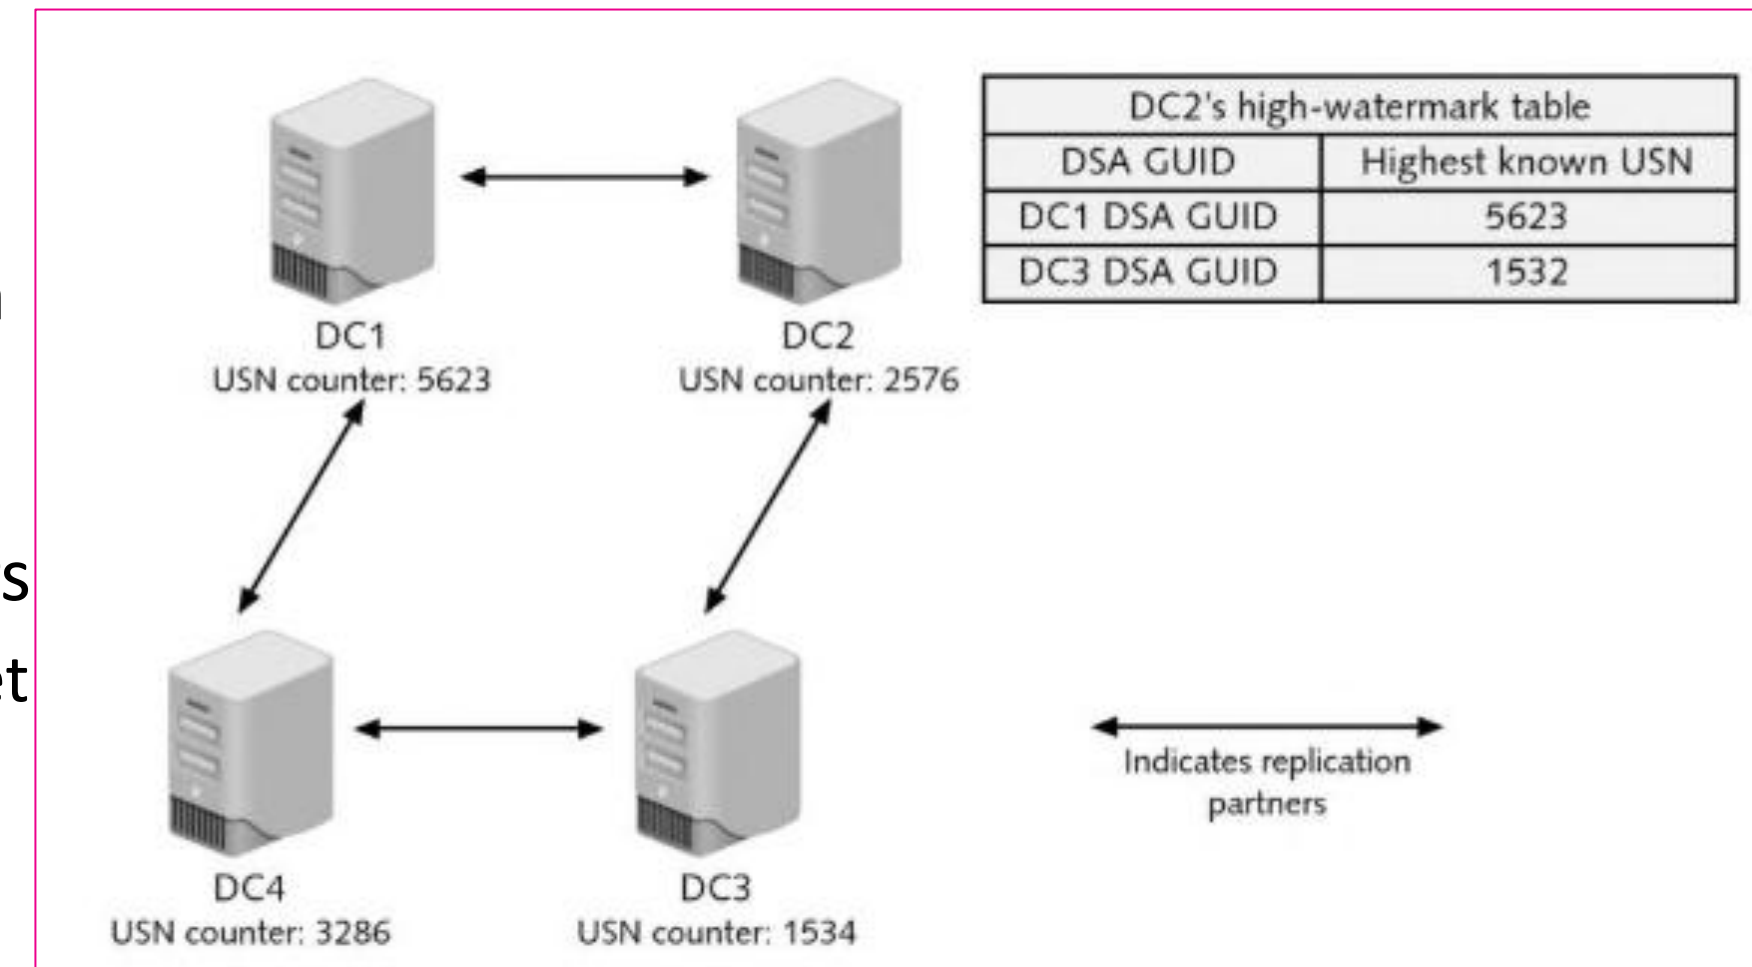 DC2's high-watermark table
DSA GUID Highest known USN
DC1 DSA GUID 5623
DC3 DSA GUID 1532
DC1
USN counter: 5623
DC2
USN counter: 2576
DC4
USN counter: 3286
DC3
USN counter: 1534
Indicates replication
partners